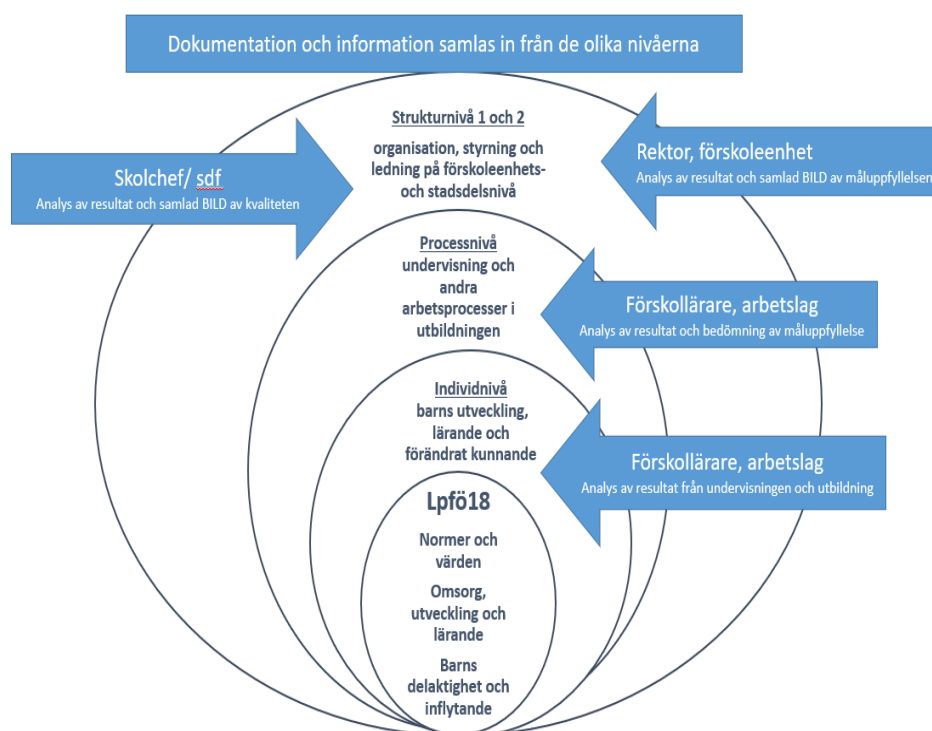 Dokumentation och information samlas in från de olika nivåerna
Strukturnivå 1 och 2
organisation, styrning och
ledning på förskoleenhets-
och stadsdelsnivå
Skolchef/ sdf
Analys av resultat och samlad BILD av kvaliteten
Rektor, förskoleenhet
Analys av resultat och samlad BILD av måluppfyllelsen
Processnivå
undervisning och
andra
arbetsprocesser i
utbildningen
Förskollärare, arbetslag
Analys av resultat och bedömning av måluppfyllelse
Individnivå
barns utveckling,
lärande och
förändrat kunnande
Förskollärare, arbetslag
Analys av resultat från undervisningen och utbildning
Lpfö18
Normer och
värden
Omsorg,
utveckling och
lärande
Barns
delaktighet och
inflytande